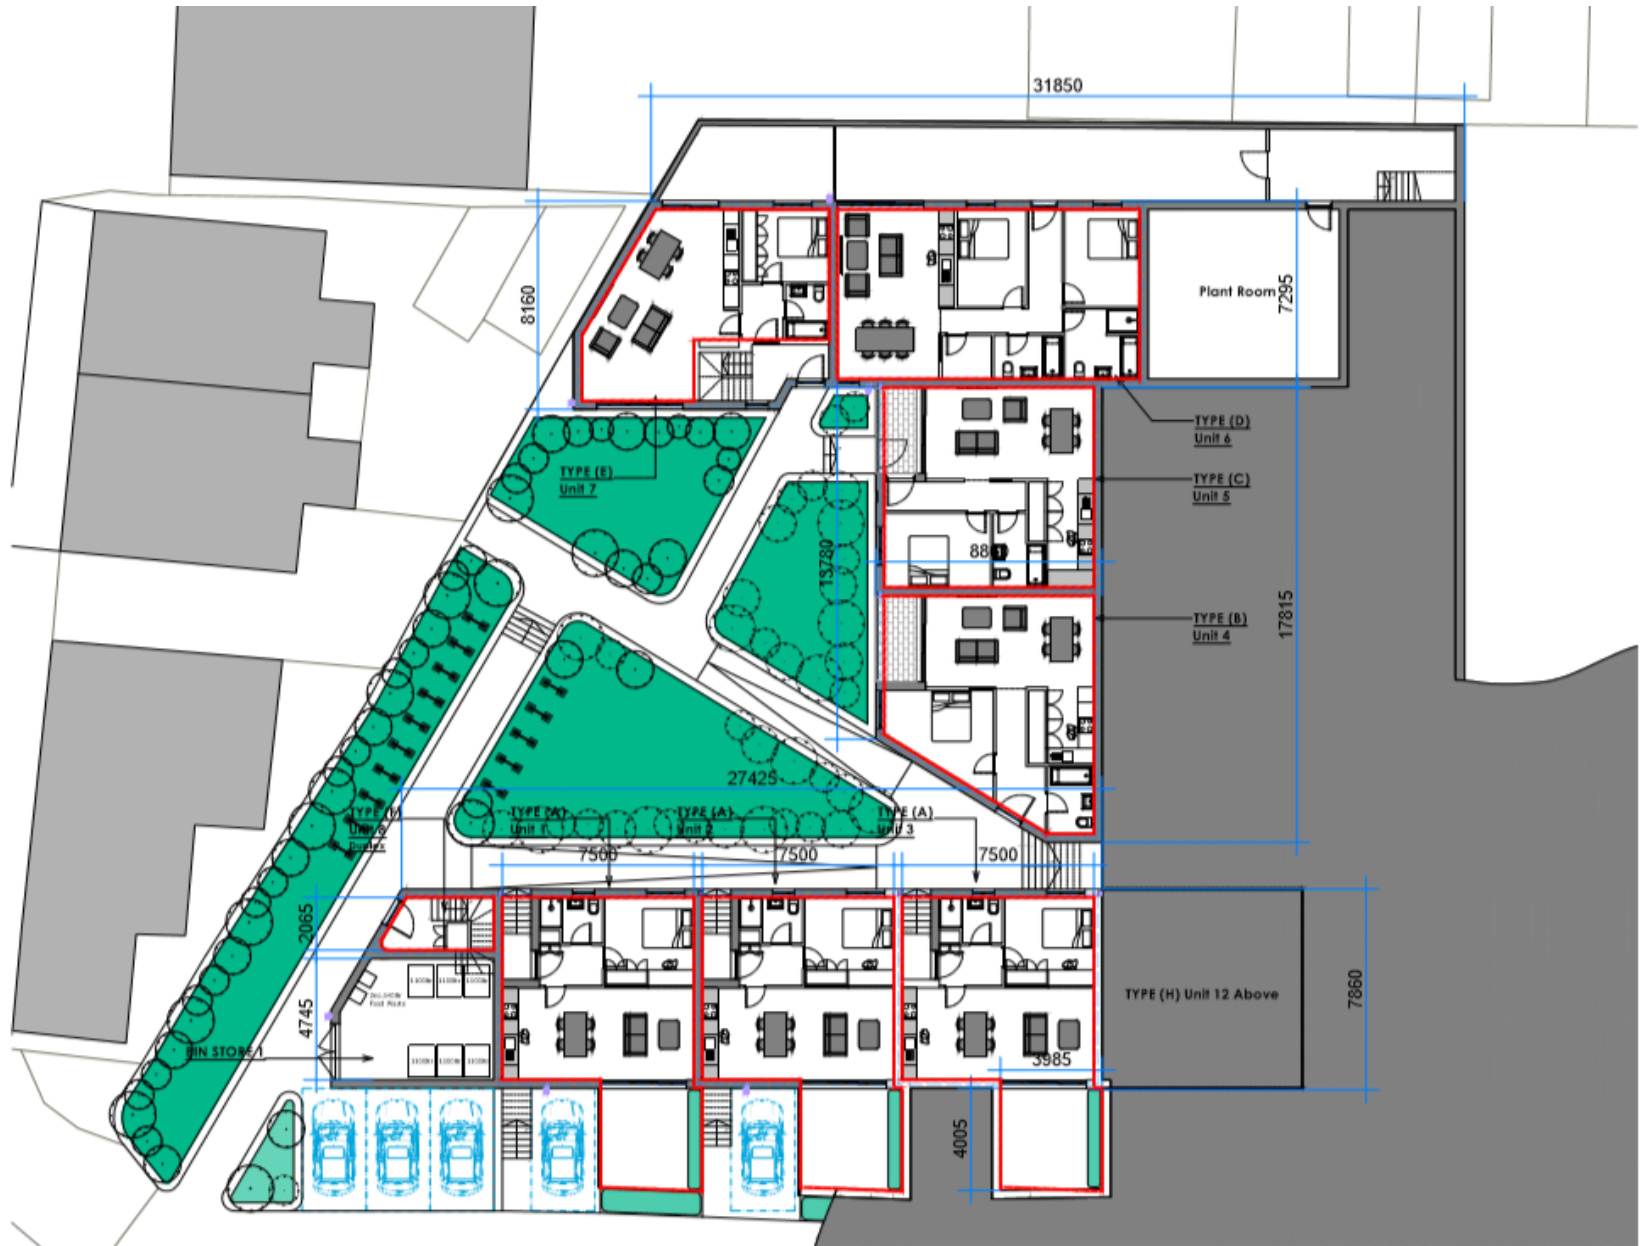 31850
8160
Plant Room
7295
TYPE (D)
Unit 6
TYPE (E)
Unit 7
TYPE (C)
Unit 5
13780
TYPE (B)
Unit 4
17815
27425
TYPE (A)
Unit 1
TYPE (A)
Unit 2
TYPE (A)
Unit 3
Duplex
7500
7500
7500
2065
4745
BIN STORE 1
TYPE (H) Unit 12 Above
7860
3985
4005